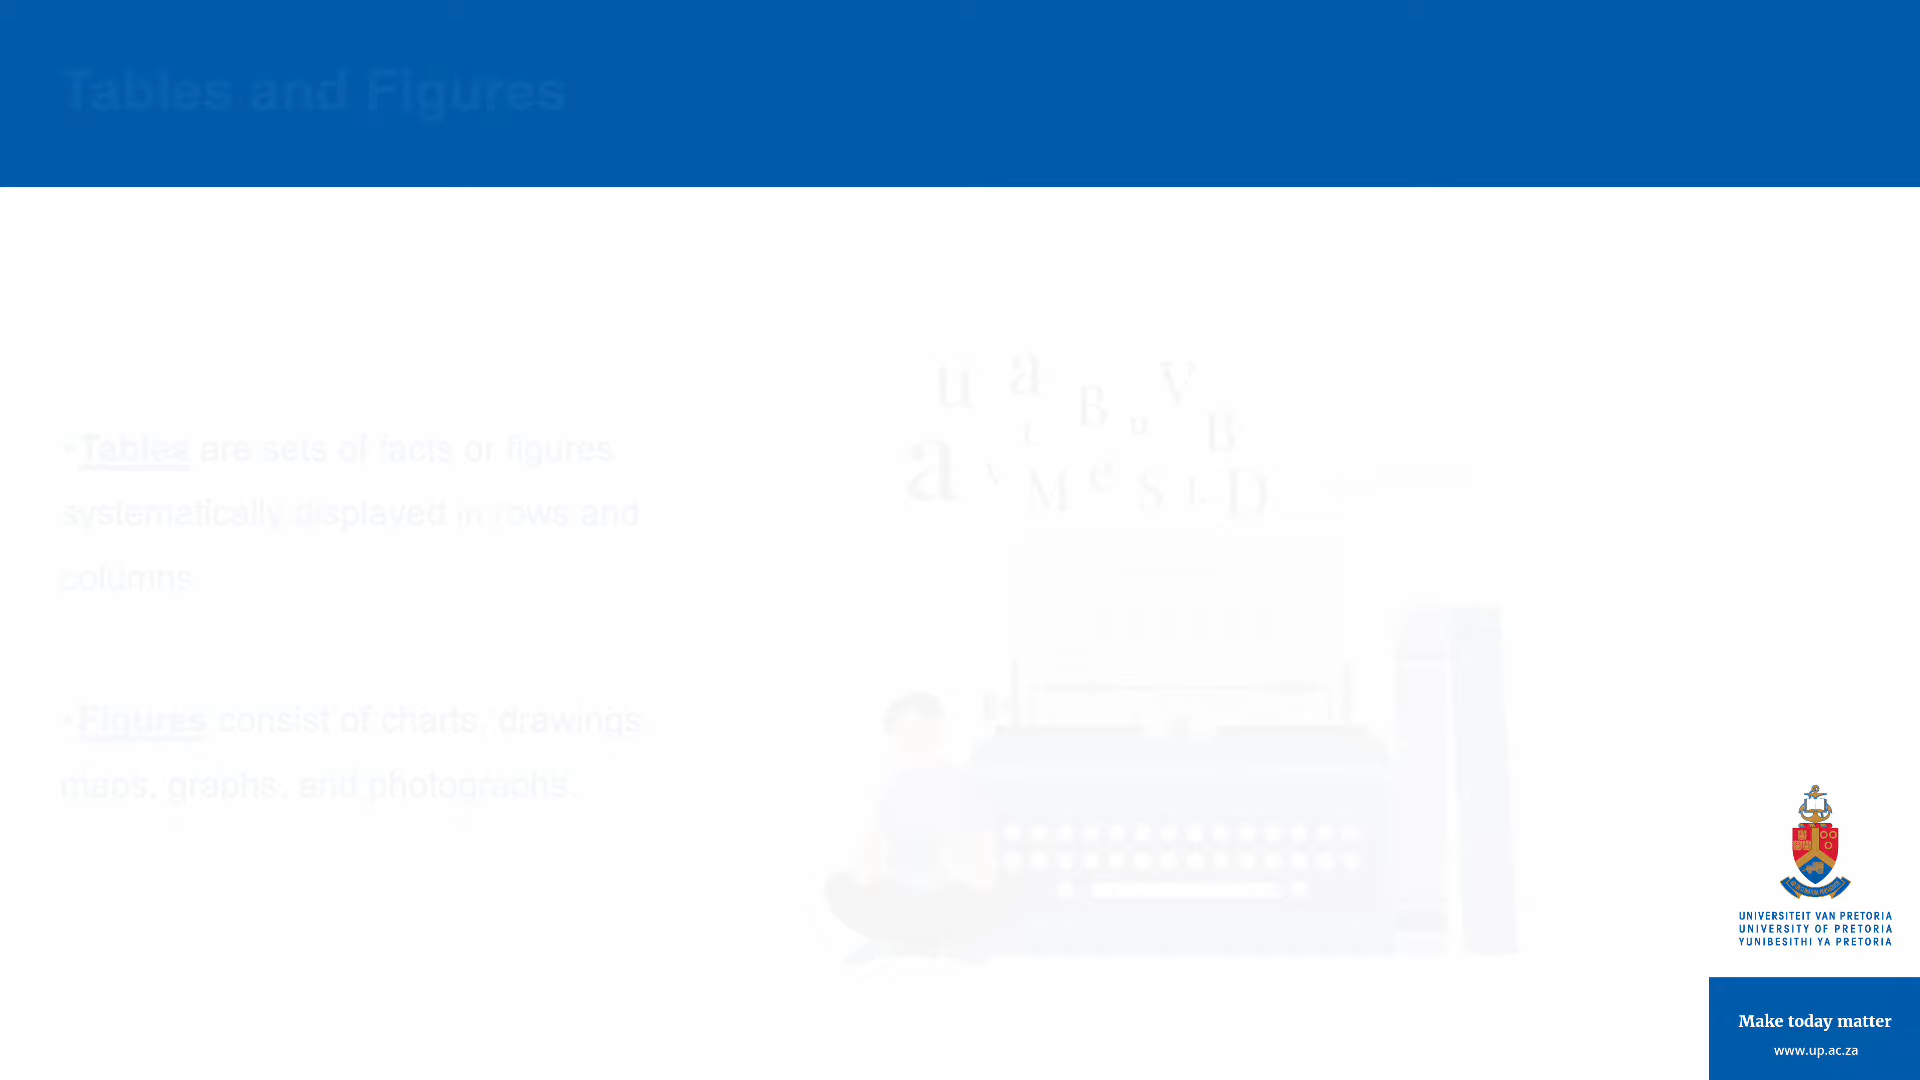 Tables and Figures
•Tables are sets of facts or figures
systematically displayed in rows and
columns
•Figures consist of charts, drawings
maps, graphs, and photographs.
u a B V
t u B
a v M e S t D
UNIVERSITEIT VAN PRETORIA
UNIVERSITY OF PRETORIA
YUNIBESITHI YA PRETORIA
Make today matter
www.up.ac.za